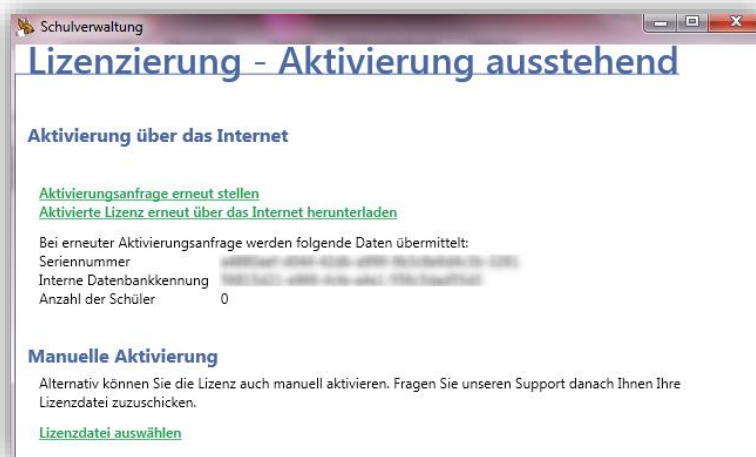 Schulverwaltung
Lizenzierung - Aktivierung ausstehend
Aktivierung über das Internet
Aktivierungsanfrage erneut stellen
Aktivierte Lizenz erneut über das Internet herunterladen
Bei erneuter Aktivierungsanfrage werden folgende Daten übermittelt:
Seriennummer
Interne Datenbankkennung
Anzahl der Schüler 0
Manuelle Aktivierung
Alternativ können Sie die Lizenz auch manuell aktivieren. Fragen Sie unseren Support danach Ihnen Ihre
Lizenzdatei zuzuschicken.
Lizenzdatei auswählen